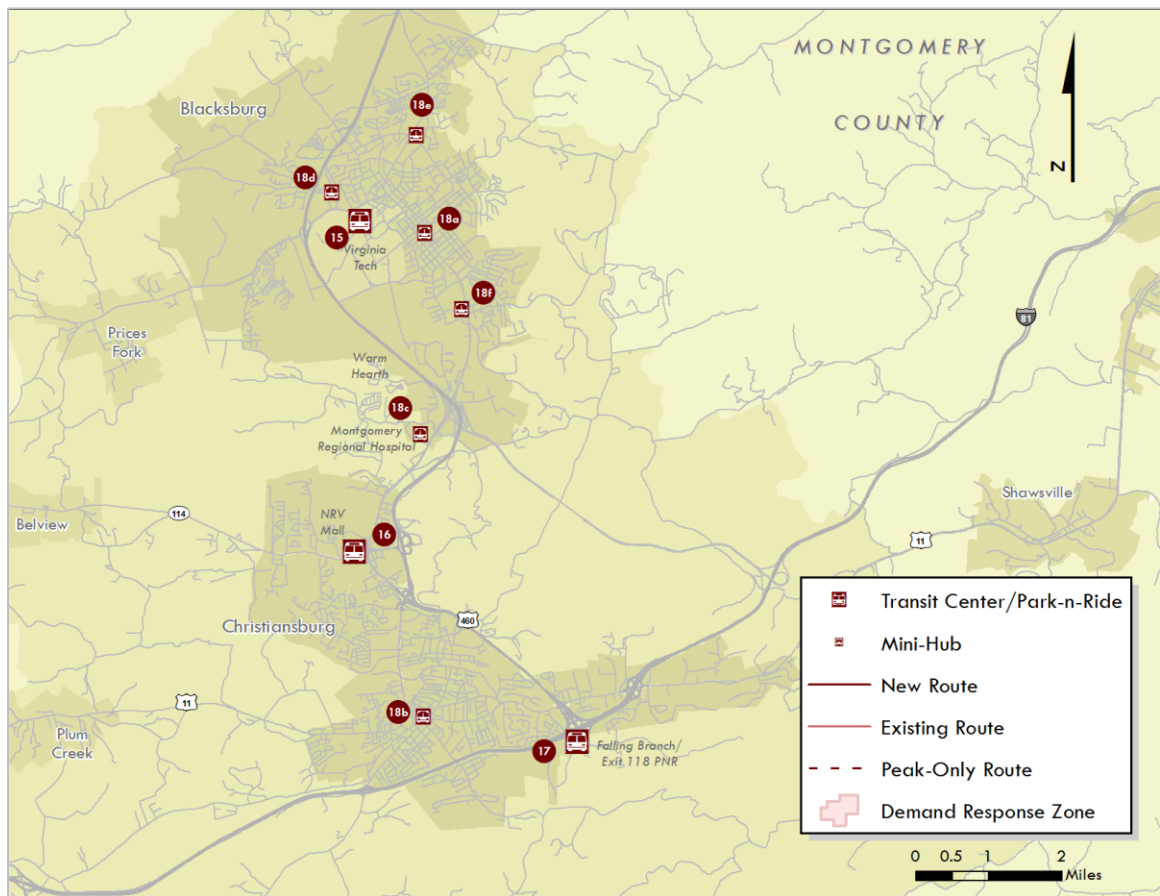 MONTGOMERY
COUNTY
Blacksburg
18e
18d
18a
15
Virginia
Tech
18f
Z
81
Prices
Fork
Warm
Hearth
18c
Montgomery
Regional Hospital
Shawsville
Belview
114
NRV
Mall
16
11
Christiansburg
460
11
18b
Plum
Creek
17
Falling Branch/
Exit 118 PNR
Transit Center/Park-n-Ride
Mini-Hub
New Route
Existing Route
Peak-Only Route
Demand Response Zone
0 0.5 1 2
Miles